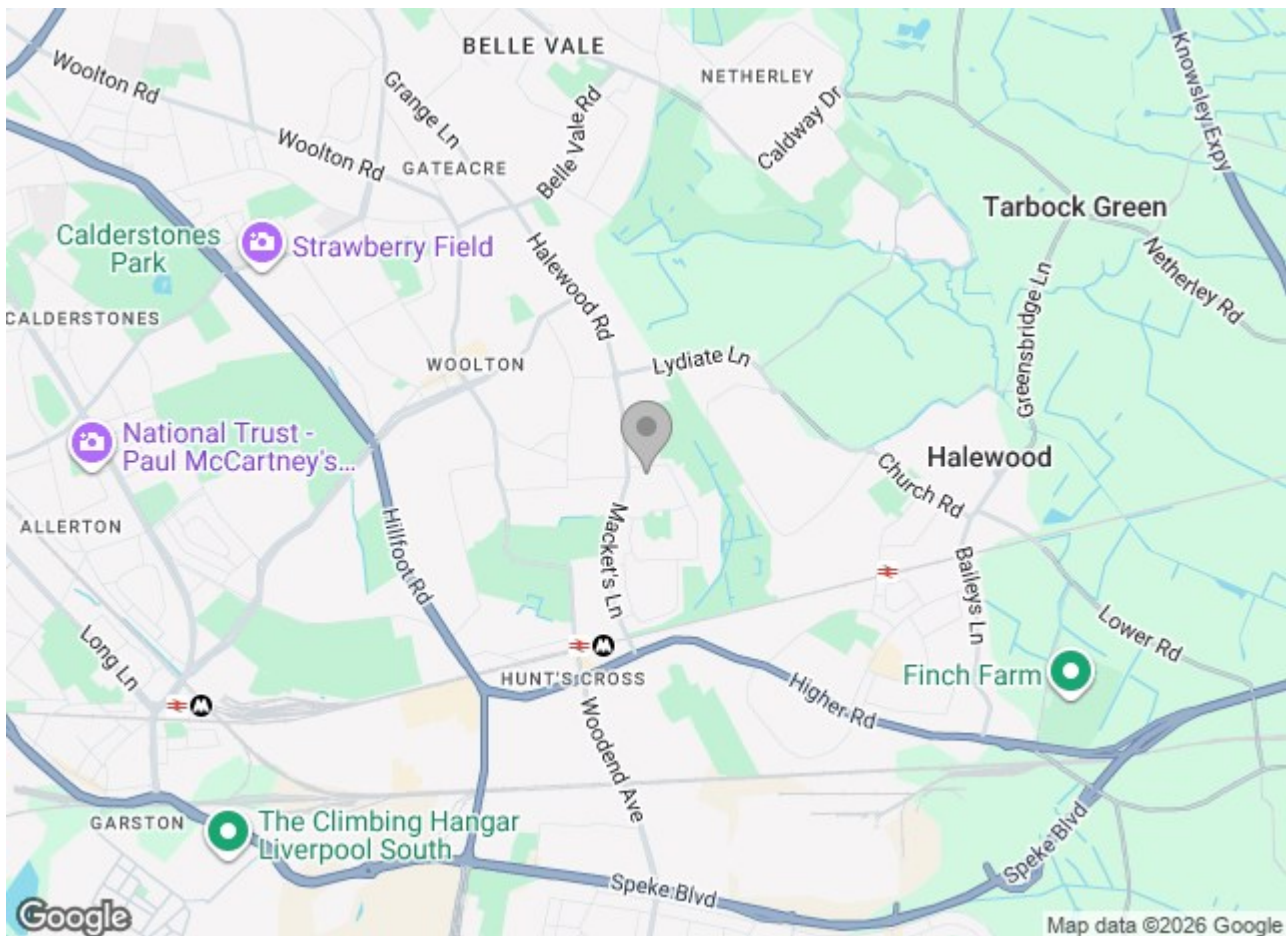 BELLE VALE
Woolton Rd
Grange Ln
NETHERLEY
Knowsley Expy
Woolton Rd
GATEACRE
Belle Vale Rd
Caldway Dr
Calderstones
Park
Strawberry Field
Tarbock Green
Halewood Rd
Netherley Rd
CALDERSTONES
Greensbridge Ln
WOOLTON
Lydiate Ln
National Trust -
Paul McCartney's...
Halewood
Church Rd
ALLERTON
Hillfoot Rd
Macket's Ln
Baileys Ln
Long Ln
Lower Rd
HUNT'S CROSS
Finch Farm
Higher Rd
Woodend Ave
GARSTON
The Climbing Hangar
Liverpool South
Speke Blvd
Speke Blvd
Google
Map data ©2026 Google